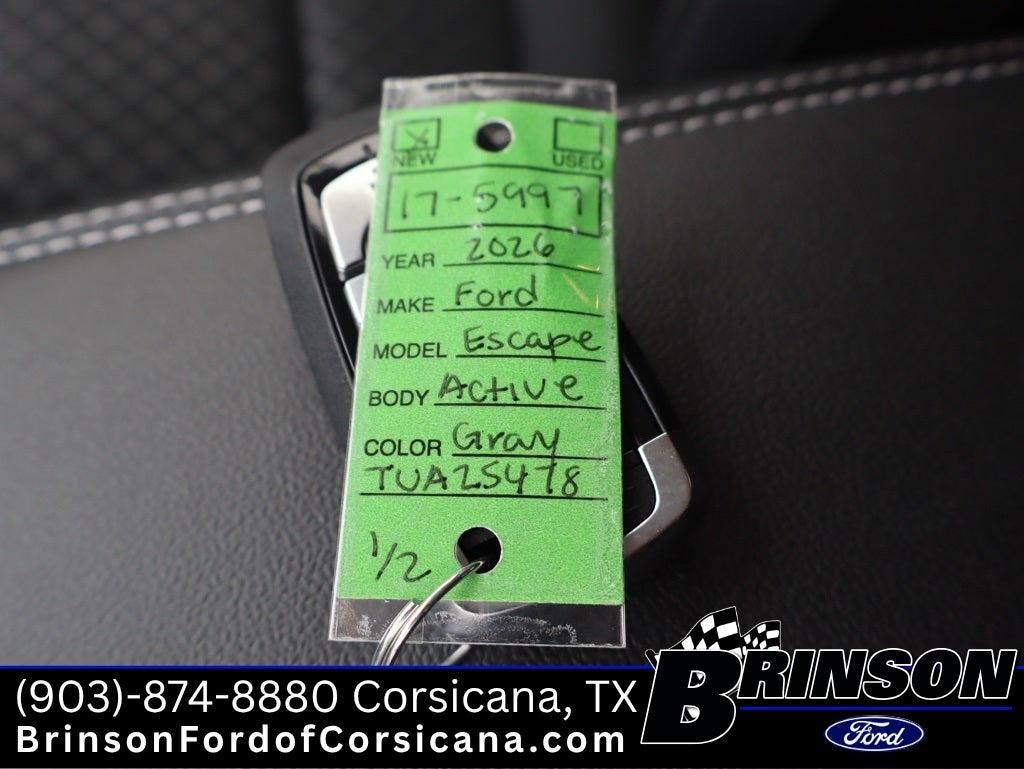 NEW USED
17-5997
YEAR 2026
MAKE Ford
MODEL Escape
BODY Active
COLOR Gray
TUA25478
1/2
(903)-874-8880 Corsicana, TX
BrinsonFordofCorsicana.com
BRINSON
Ford